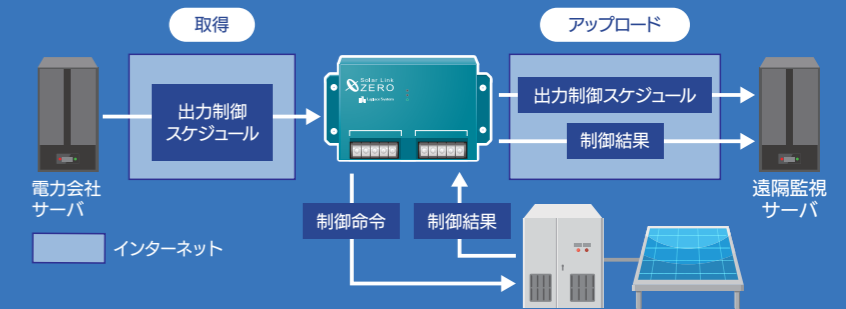 取得
アップロード
Solar Link
ZERO
Laplace System
出力制御
スケジュール
出力制御スケジュール
制御結果
電力会社
サーバ
遠隔監視
サーバ
制御命令
制御結果
インターネット